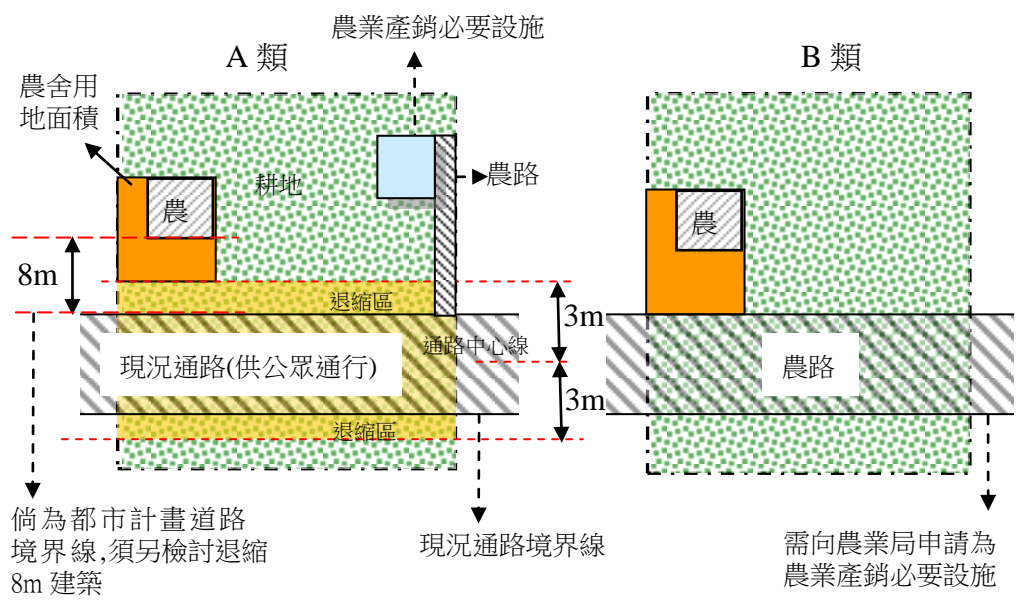 農業產銷必要設施
A 類
B 類
農舍用
地面積
耕地
農路
農
農
8m
退縮區
3m
通路中心線
現況通路(供公眾通行)
農路
3m
退縮區
倘為都市計畫道路
境界線,須另檢討退縮
8m 建築
現況通路境界線
需向農業局申請為
農業產銷必要設施